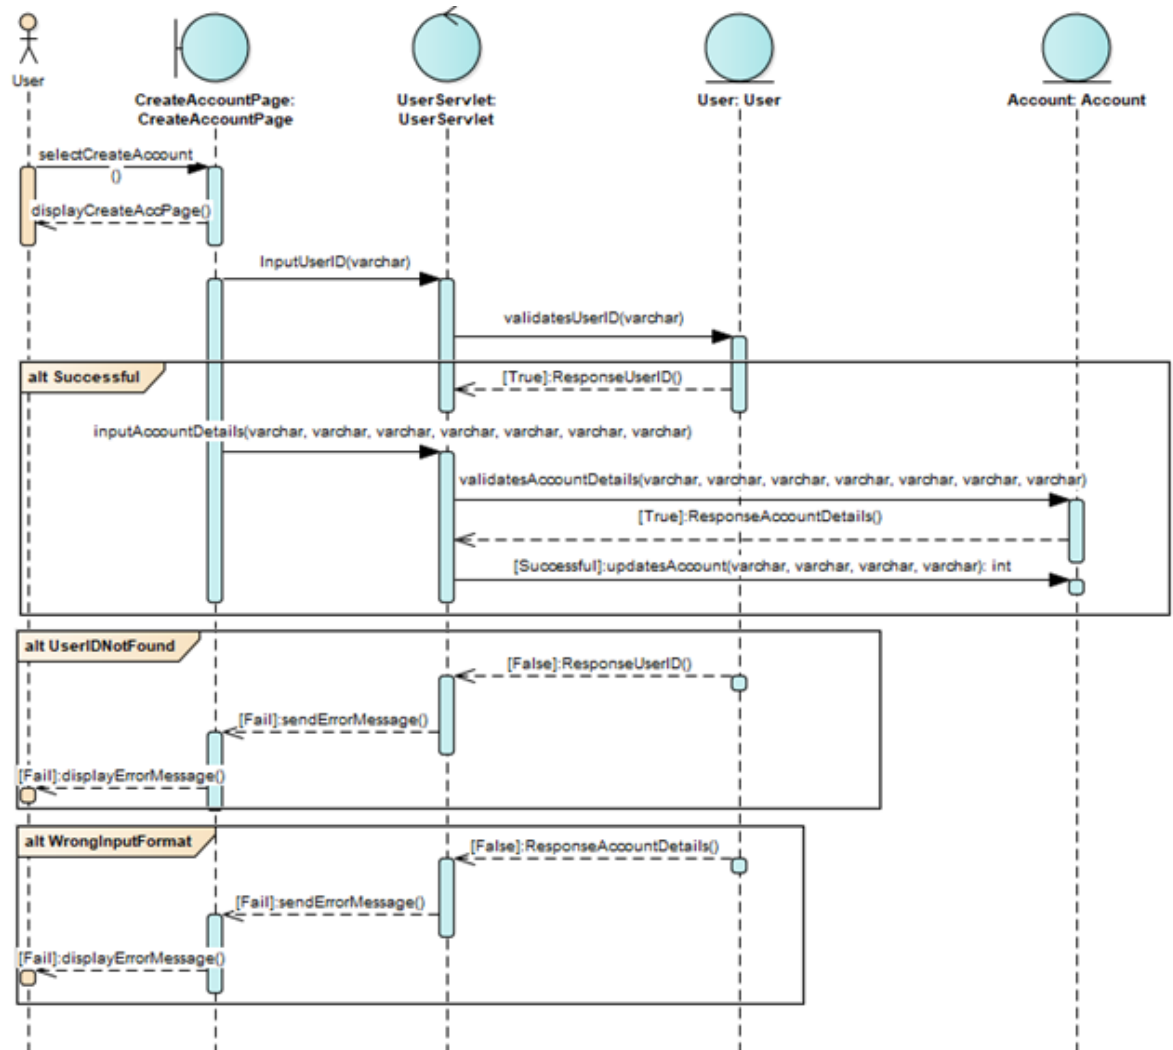 User
CreateAccountPage:
CreateAccountPage
UserServlet:
UserServlet
User: User
Account: Account
selectCreateAccount
()
displayCreateAccPage()
InputUserID(varchar)
validatesUserID(varchar)
alt Successful
[True]:ResponseUserID()
inputAccountDetails(varchar, varchar, varchar, varchar, varchar, varchar, varchar)
validatesAccountDetails(varchar, varchar, varchar, varchar, varchar, varchar, varchar)
[True]:ResponseAccountDetails()
[Successful]:updatesAccount(varchar, varchar, varchar, varchar): int
alt UserIDNotFound
[False]:ResponseUserID()
[Fail]:sendErrorMessage()
[Fail]:displayErrorMessage()
alt WrongInputFormat
[False]:ResponseAccountDetails()
[Fail]:sendErrorMessage()
[Fail]:displayErrorMessage()